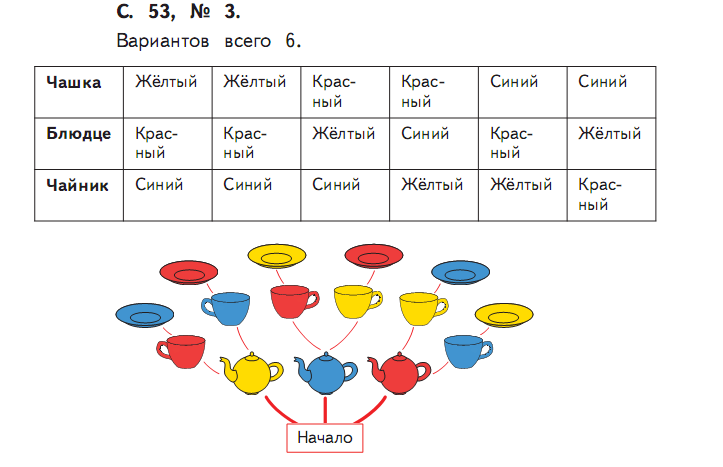 С. 53, № 3.
Вариантов всего 6.
Чашка Жёлтый Жёлтый Крас-
ный Крас-
ный Синий Синий
Блюдце Крас-
ный Крас-
ный Жёлтый Синий Крас-
ный Жёлтый
Чайник Синий Синий Синий Жёлтый Жёлтый Крас-
ный
Начало